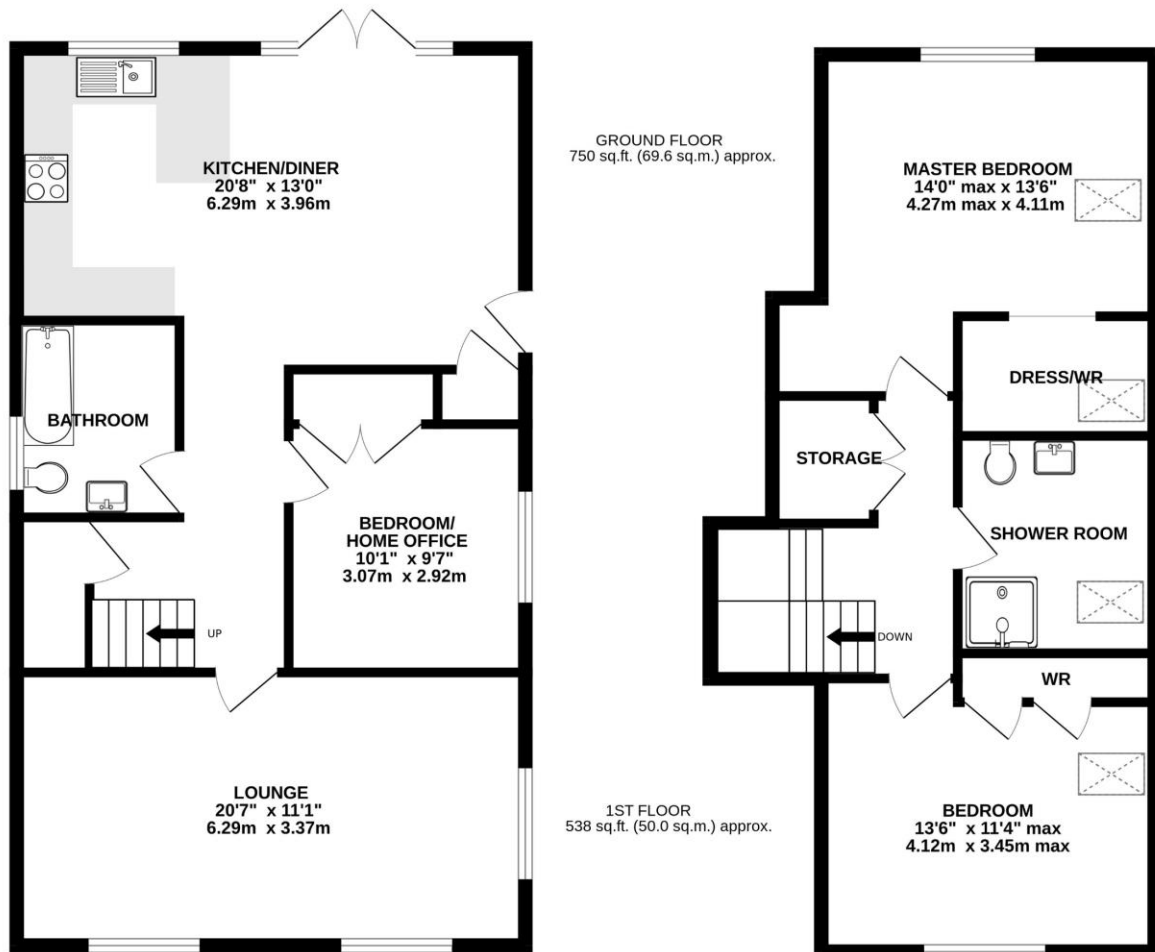 GROUND FLOOR
750 sq.ft. (69.6 sq.m.) approx.
KITCHEN/DINER
20'8" x 13'0"
6.29m x 3.96m
BATHROOM
BEDROOM/
HOME OFFICE
10'1" x 9'7"
3.07m x 2.92m
UP
LOUNGE
20'7" x 11'1"
6.29m x 3.37m
1ST FLOOR
538 sq.ft. (50.0 sq.m.) approx.
MASTER BEDROOM
14'0" max x 13'6"
4.27m max x 4.11m
DRESS/WR
STORAGE
SHOWER ROOM
DOWN
WR
BEDROOM
13'6" x 11'4" max
4.12m x 3.45m max